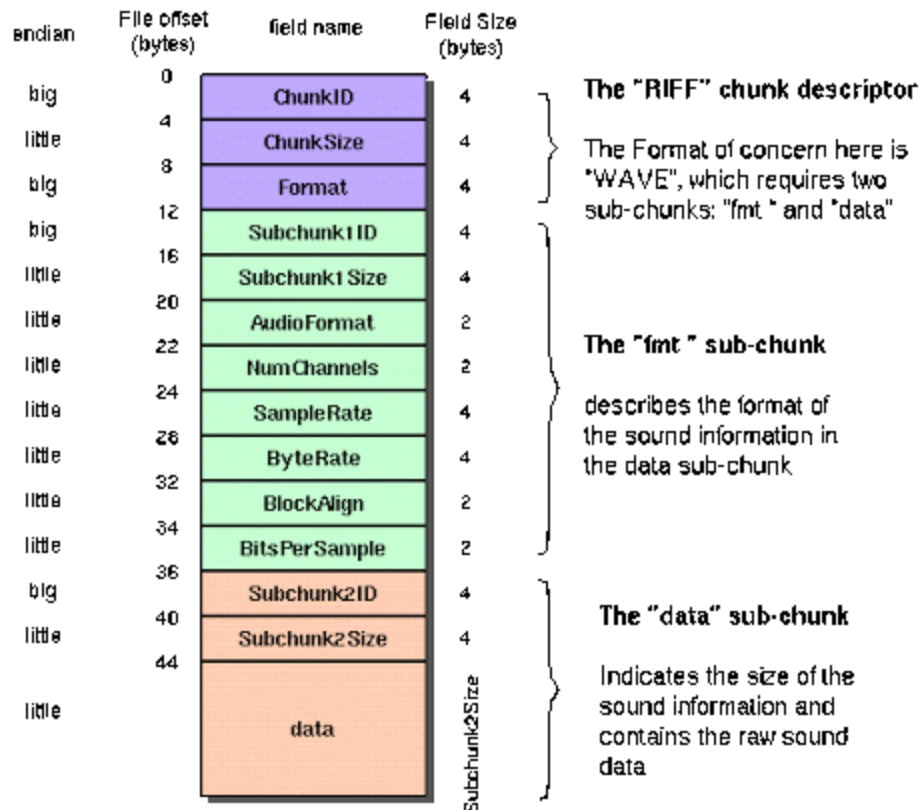 endian File offset (bytes) field name Field Size (bytes)
0
big ChunkID 4
4
little ChunkSize 4
8
big Format 4
12
big Subchunk1ID 4
16
little Subchunk1Size 4
20
little AudioFormat 2
22
little NumChannels 2
24
little SampleRate 4
28
little ByteRate 4
32
little BlockAlign 2
34
little BitsPerSample 2
36
big Subchunk2ID 4
40
little Subchunk2Size 4
44
little data Subchunk2Size
The "RIFF" chunk descriptor
The Format of concern here is
"WAVE", which requires two
sub-chunks: "fmt " and "data"
The "fmt " sub-chunk
describes the format of
the sound information in
the data sub-chunk
The "data" sub-chunk
Indicates the size of the
sound information and
contains the raw sound
data